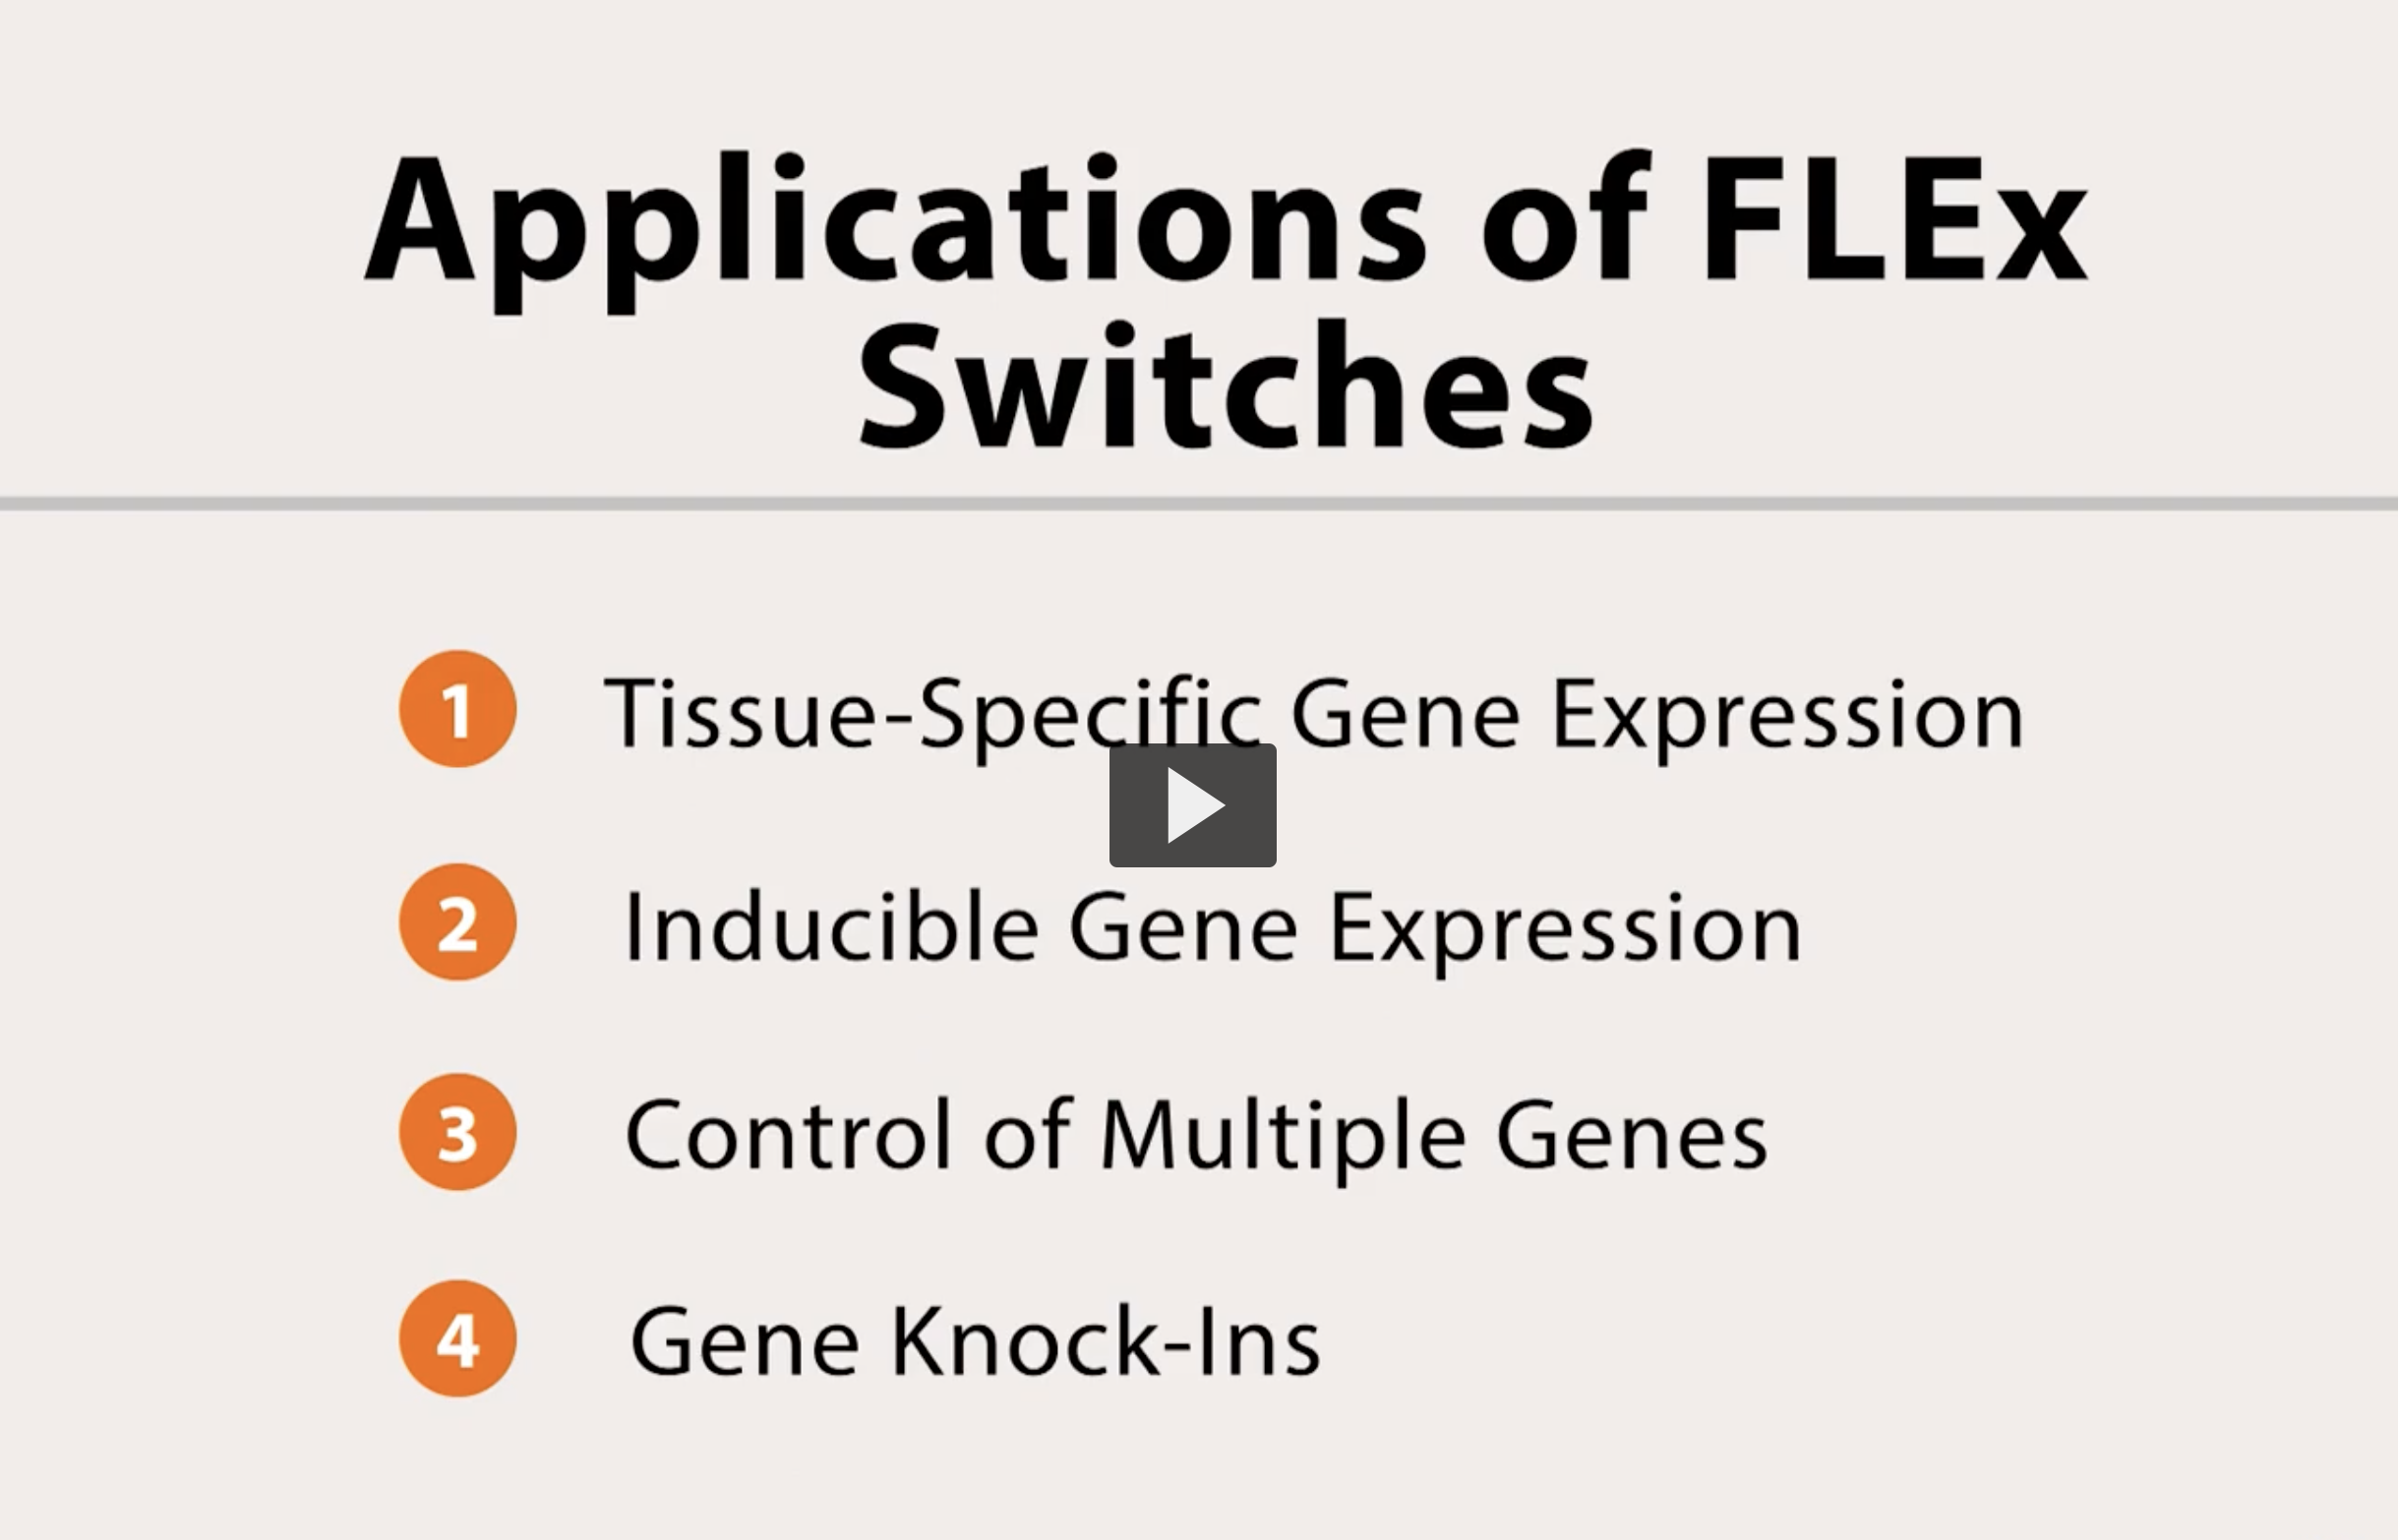 Applications of FLEx
Switches
1 Tissue-Specific Gene Expression
2 Inducible Gene Expression
3 Control of Multiple Genes
4 Gene Knock-Ins